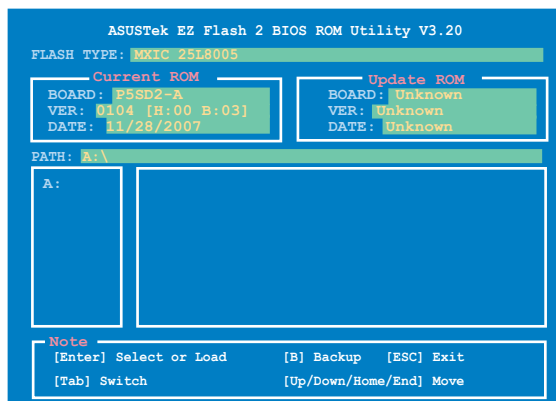 ASUSTek EZ Flash 2 BIOS ROM Utility V3.20
FLASH TYPE: MXIC 25L8005
Current ROM
BOARD: P5SD2-A
VER: 0104 [H:00 B:03]
DATE: 11/28/2007
Update ROM
BOARD: Unknown
VER: Unknown
DATE: Unknown
PATH: A:\
A:
Note
[Enter] Select or Load [B] Backup [ESC] Exit
[Tab] Switch [Up/Down/Home/End] Move